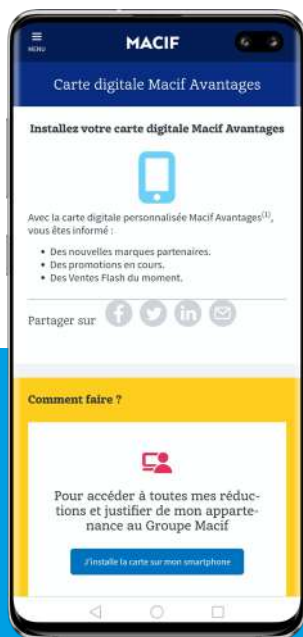 MENU
MACIF
Carte digitale Macif Avantages
Installez votre carte digitale Macif Avantages
Avec la carte digitale personnalisée Macif Avantages(1),
vous êtes informé :
• Des nouvelles marques partenaires.
• Des promotions en cours.
• Des Ventes Flash du moment.
Partager sur
Comment faire ?
Pour accéder à toutes mes réduc-
tions et justifier de mon apparte-
nance au Groupe Macif
J'installe la carte sur mon smartphone